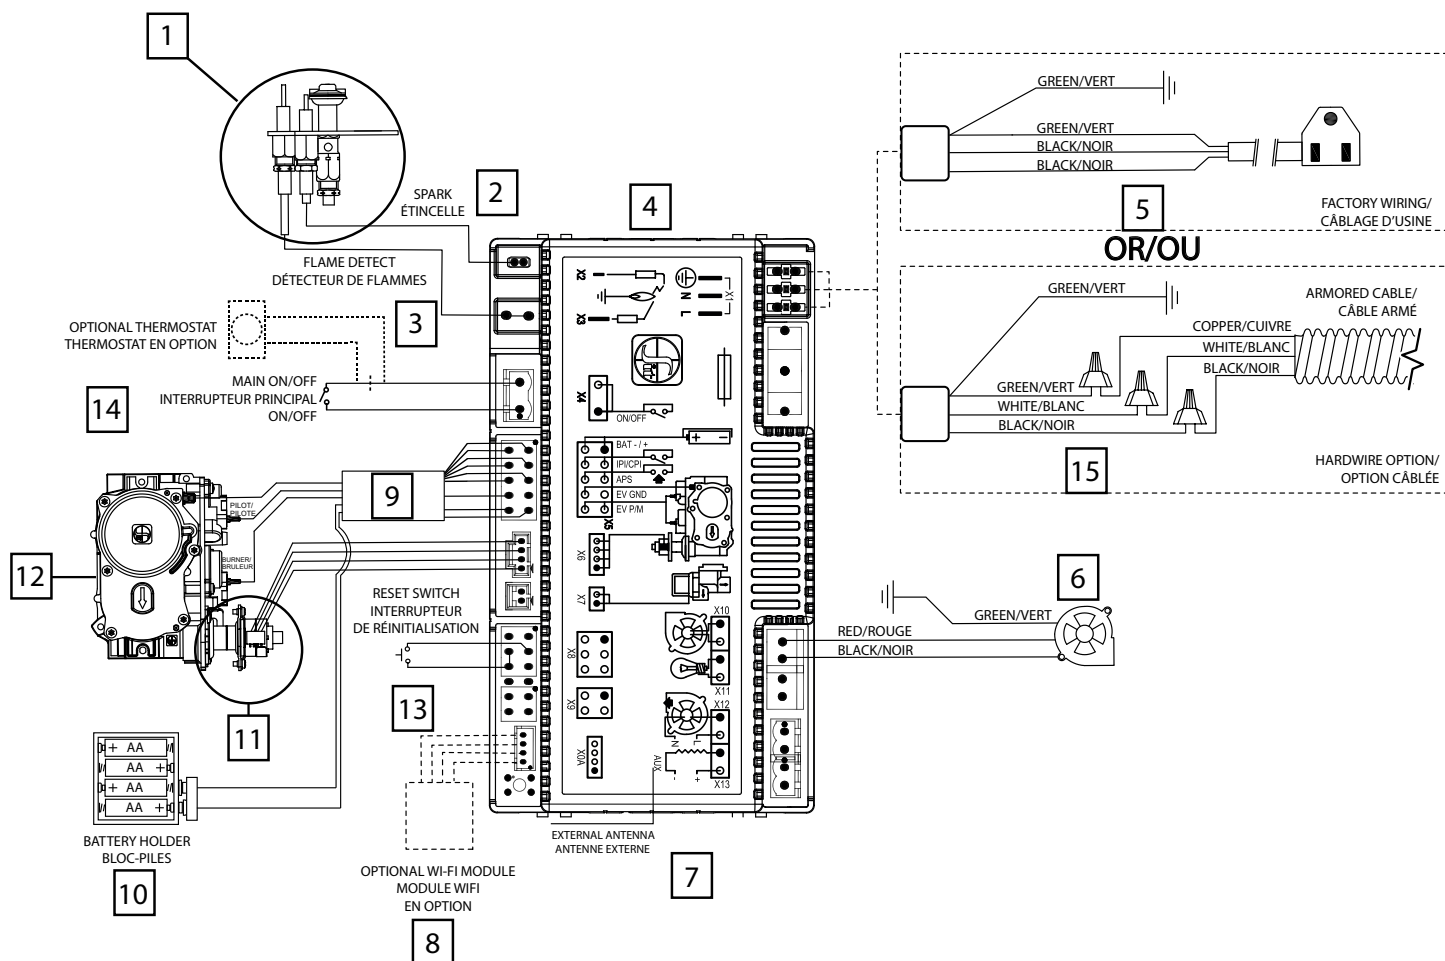 1
2
SPARK
ÉTINCELLE
4
FLAME DETECT
DÉTECTEUR DE FLAMMES
3
OPTIONAL THERMOSTAT
THERMOSTAT EN OPTION
MAIN ON/OFF
INTERRUPTEUR PRINCIPAL
ON/OFF
14
9
PILOT/
PILOTE
BURNER/
BRULEUR
12
11
RESET SWITCH
INTERRUPTEUR
DE RÉINITIALISATION
13
+ AA
AA +
+ AA
AA +
BATTERY HOLDER
BLOC-PILES
10
OPTIONAL WI-FI MODULE
MODULE WIFI
EN OPTION
8
X2
X3
N
L
X1
X4
ON/OFF
+ −
BAT - / +
IPI/CPI
APS
EV GND
EV P/M
X5
X6
X7
X10
X8
X11
X9
X12
N
L
X0A
AUX
- +
X13
EXTERNAL ANTENNA
ANTENNE EXTERNE
7
GREEN/VERT
GREEN/VERT
BLACK/NOIR
BLACK/NOIR
5
FACTORY WIRING/
CÂBLAGE D'USINE
OR/OU
GREEN/VERT
ARMORED CABLE/
CÂBLE ARMÉ
COPPER/CUIVRE
WHITE/BLANC
BLACK/NOIR
GREEN/VERT
WHITE/BLANC
BLACK/NOIR
15
HARDWIRE OPTION/
OPTION CÂBLÉE
6
GREEN/VERT
RED/ROUGE
BLACK/NOIR